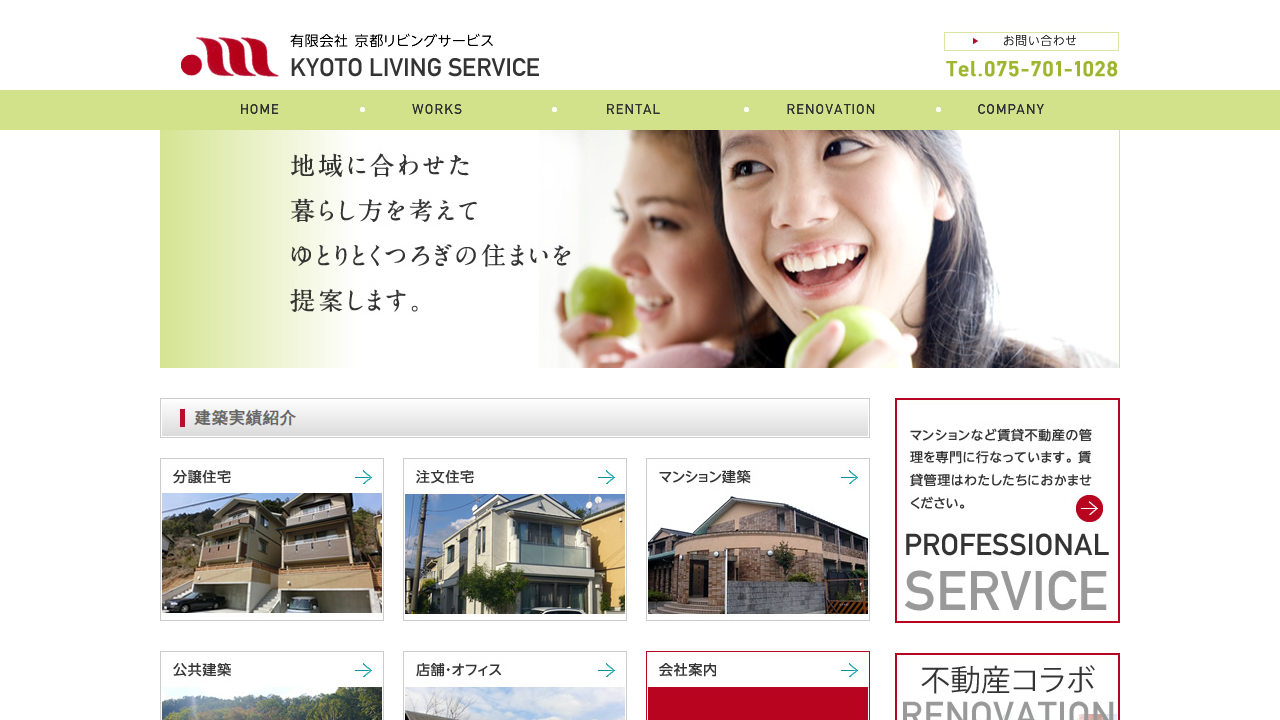 有限会社 京都リビングサービス
KYOTO LIVING SERVICE
お問い合わせ
Tel.075-701-1028
HOME
WORKS
RENTAL
RENOVATION
COMPANY
地域に合わせた
暮らし方を考えて
ゆとりとくつろぎの住まいを
提案します。
建築実績紹介
分譲住宅
注文住宅
マンション建築
マンションなど賃貸不動産の管
理を専門に行なっています。賃
貸管理はわたしたちにおかませ
ください。
PROFESSIONAL
SERVICE
公共建築
店舗・オフィス
会社案内
不動産コラボ
RENOVATION